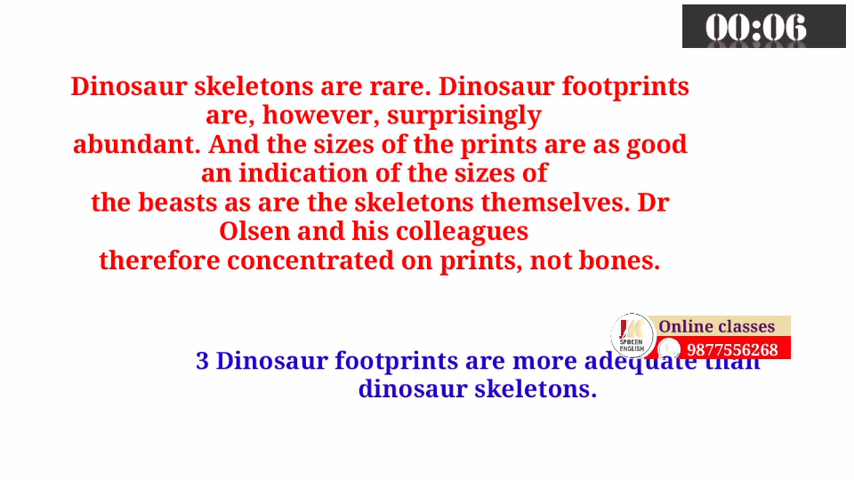 00:06
Dinosaur skeletons are rare. Dinosaur footprints
are, however, surprisingly
abundant. And the sizes of the prints are as good
an indication of the sizes of
the beasts as are the skeletons themselves. Dr
Olsen and his colleagues
therefore concentrated on prints, not bones.
Online classes
SPOKEN
ENGLISH
9877556268
3 Dinosaur footprints are more adequate than
dinosaur skeletons.